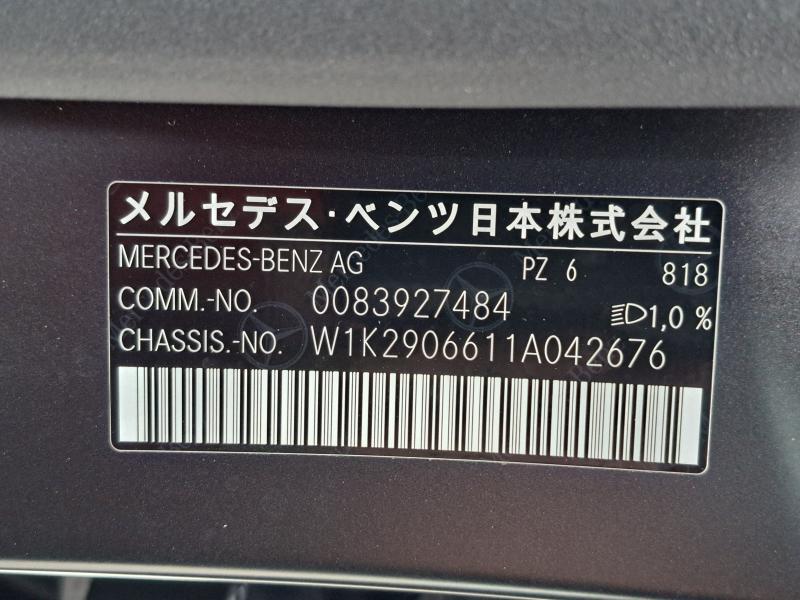 メルセデス・ベンツ日本株式会社
MERCEDES-BENZ AG PZ 6 818
COMM.-NO. 0083927484 1,0 %
CHASSIS.-NO. W1K2906611A042676